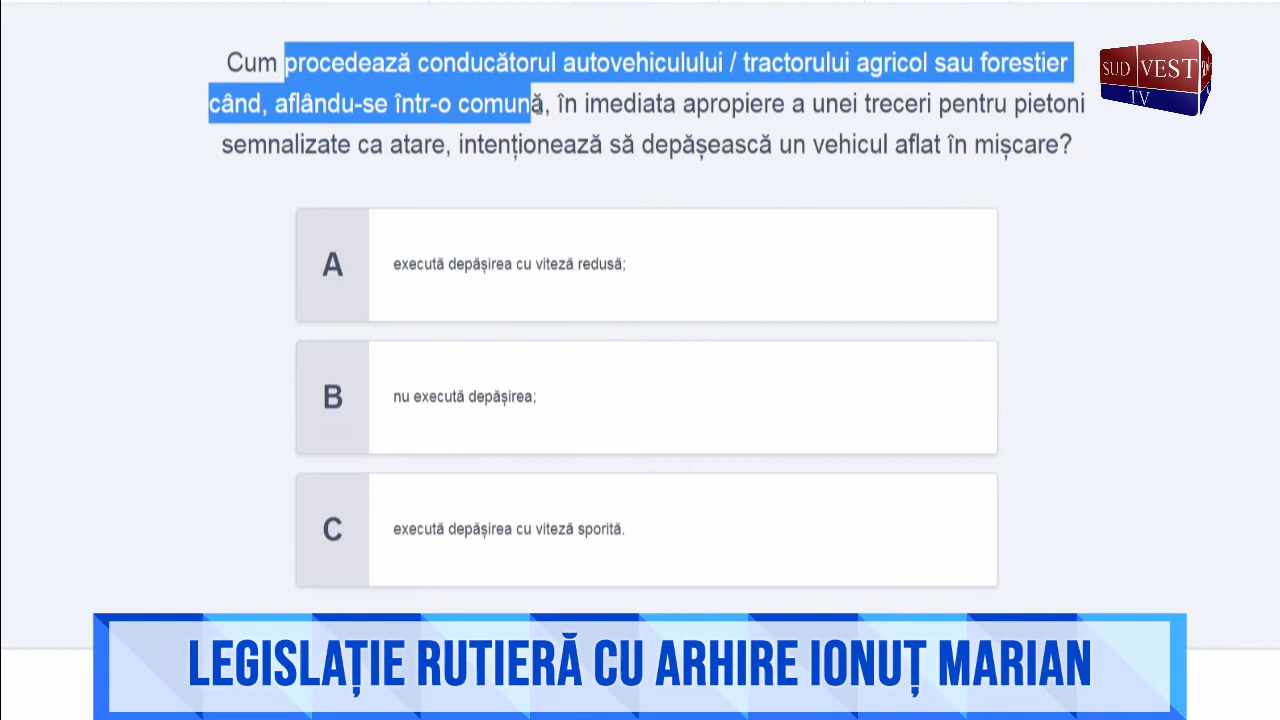 Cum procedează conducătorul autovehiculului / tractorului agricol sau forestier
când, aflându-se într-o comună, în imediata apropiere a unei treceri pentru pietoni
semnalizate ca atare, intenționează să depășească un vehicul aflat în mișcare?
SUD VEST
TV
A
execută depășirea cu viteză redusă;
B
nu execută depășirea;
C
execută depășirea cu viteză sporită.
LEGISLAȚIE RUTIERĂ CU ARHIRE IONUȚ MARIAN